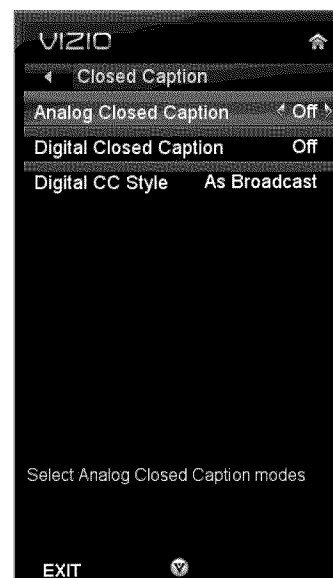 VIZIO
Closed Caption
Analog Closed Caption Off
Digital Closed Caption Off
Digital CC Style As Broadcast
Select Analog Closed Caption modes
EXIT V